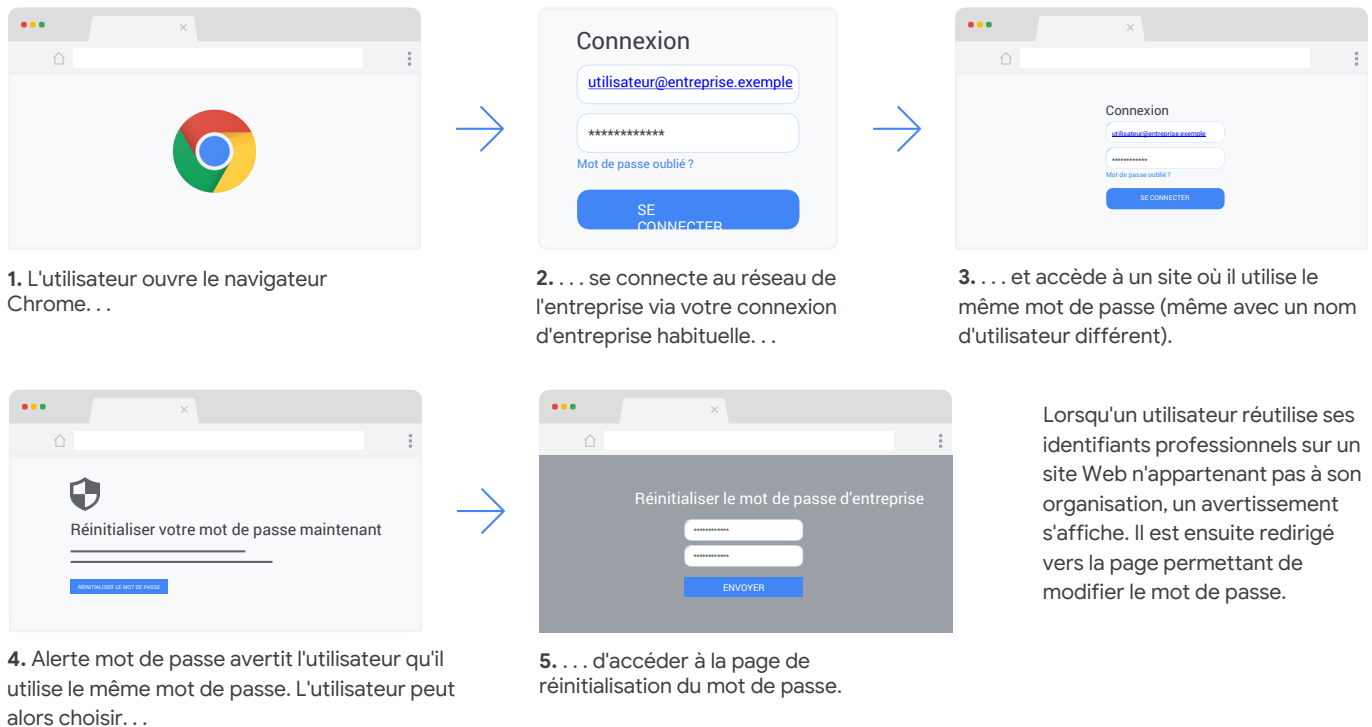 Connexion
utilisateur@entreprise.exemple
************
Mot de passe oublié ?
SE
CONNECTER
Connexion
utilisateur@entreprise.exemple
************
Mot de passe oublié ?
SE CONNECTER
1. L'utilisateur ouvre le navigateur
Chrome. . .
2. . . . se connecte au réseau de
l'entreprise via votre connexion
d'entreprise habituelle. . .
3. . . . et accède à un site où il utilise le
même mot de passe (même avec un nom
d'utilisateur différent).
Réinitialiser votre mot de passe maintenant
RÉINITIALISER LE MOT DE PASSE
Réinitialiser le mot de passe d'entreprise
************
************
ENVOYER
Lorsqu'un utilisateur réutilise ses
identifiants professionnels sur un
site Web n'appartenant pas à son
organisation, un avertissement
s'affiche. Il est ensuite redirigé
vers la page permettant de
modifier le mot de passe.
4. Alerte mot de passe avertit l'utilisateur qu'il
utilise le même mot de passe. L'utilisateur peut
alors choisir. . .
5. . . . d'accéder à la page de
réinitialisation du mot de passe.